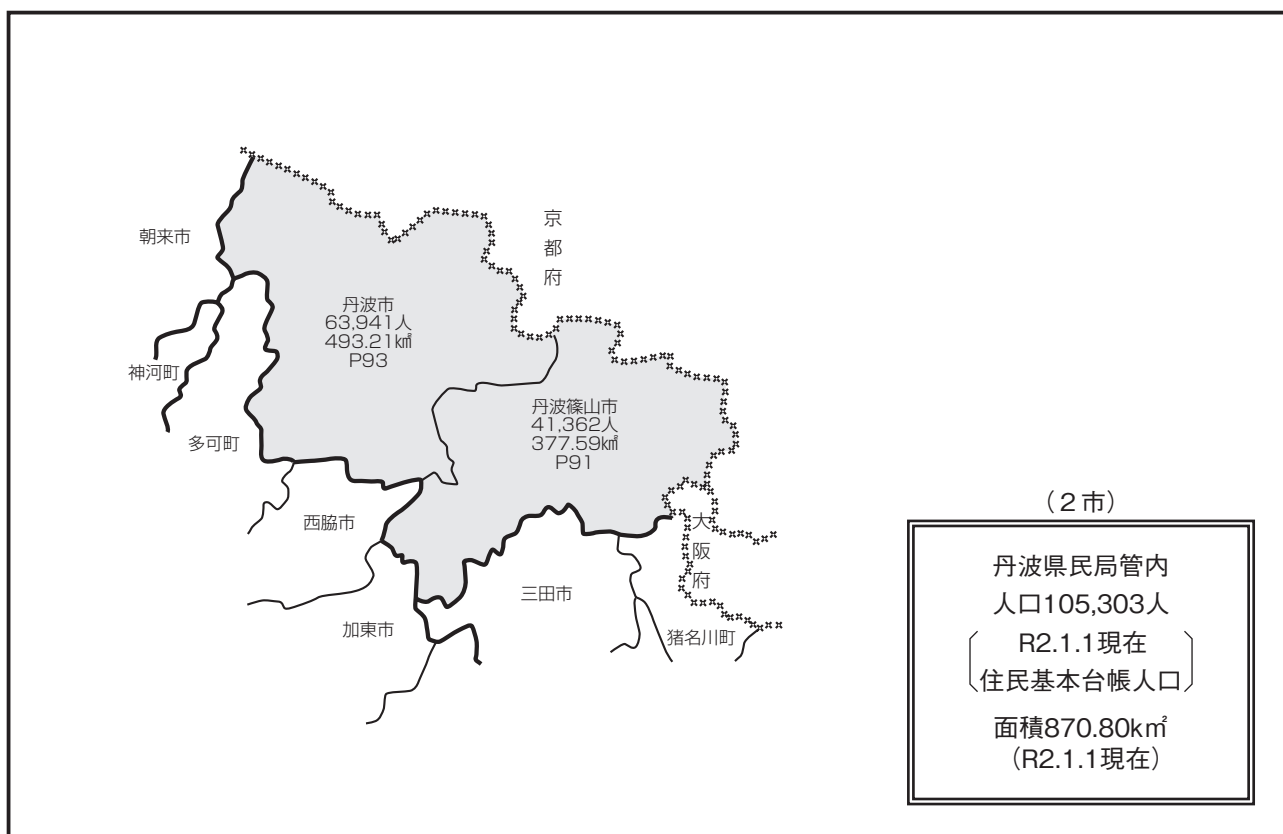 京都府
朝来市
丹波市
63,941人
493.21㎢
P93
神河町
丹波篠山市
41,362人
377.59㎢
P91
多可町
西脇市
大阪府
三田市
加東市
猪名川町
（2市）
丹波県民局管内
人口105,303人
R2.1.1現在
住民基本台帳人口
面積870.80k㎡
（R2.1.1現在）